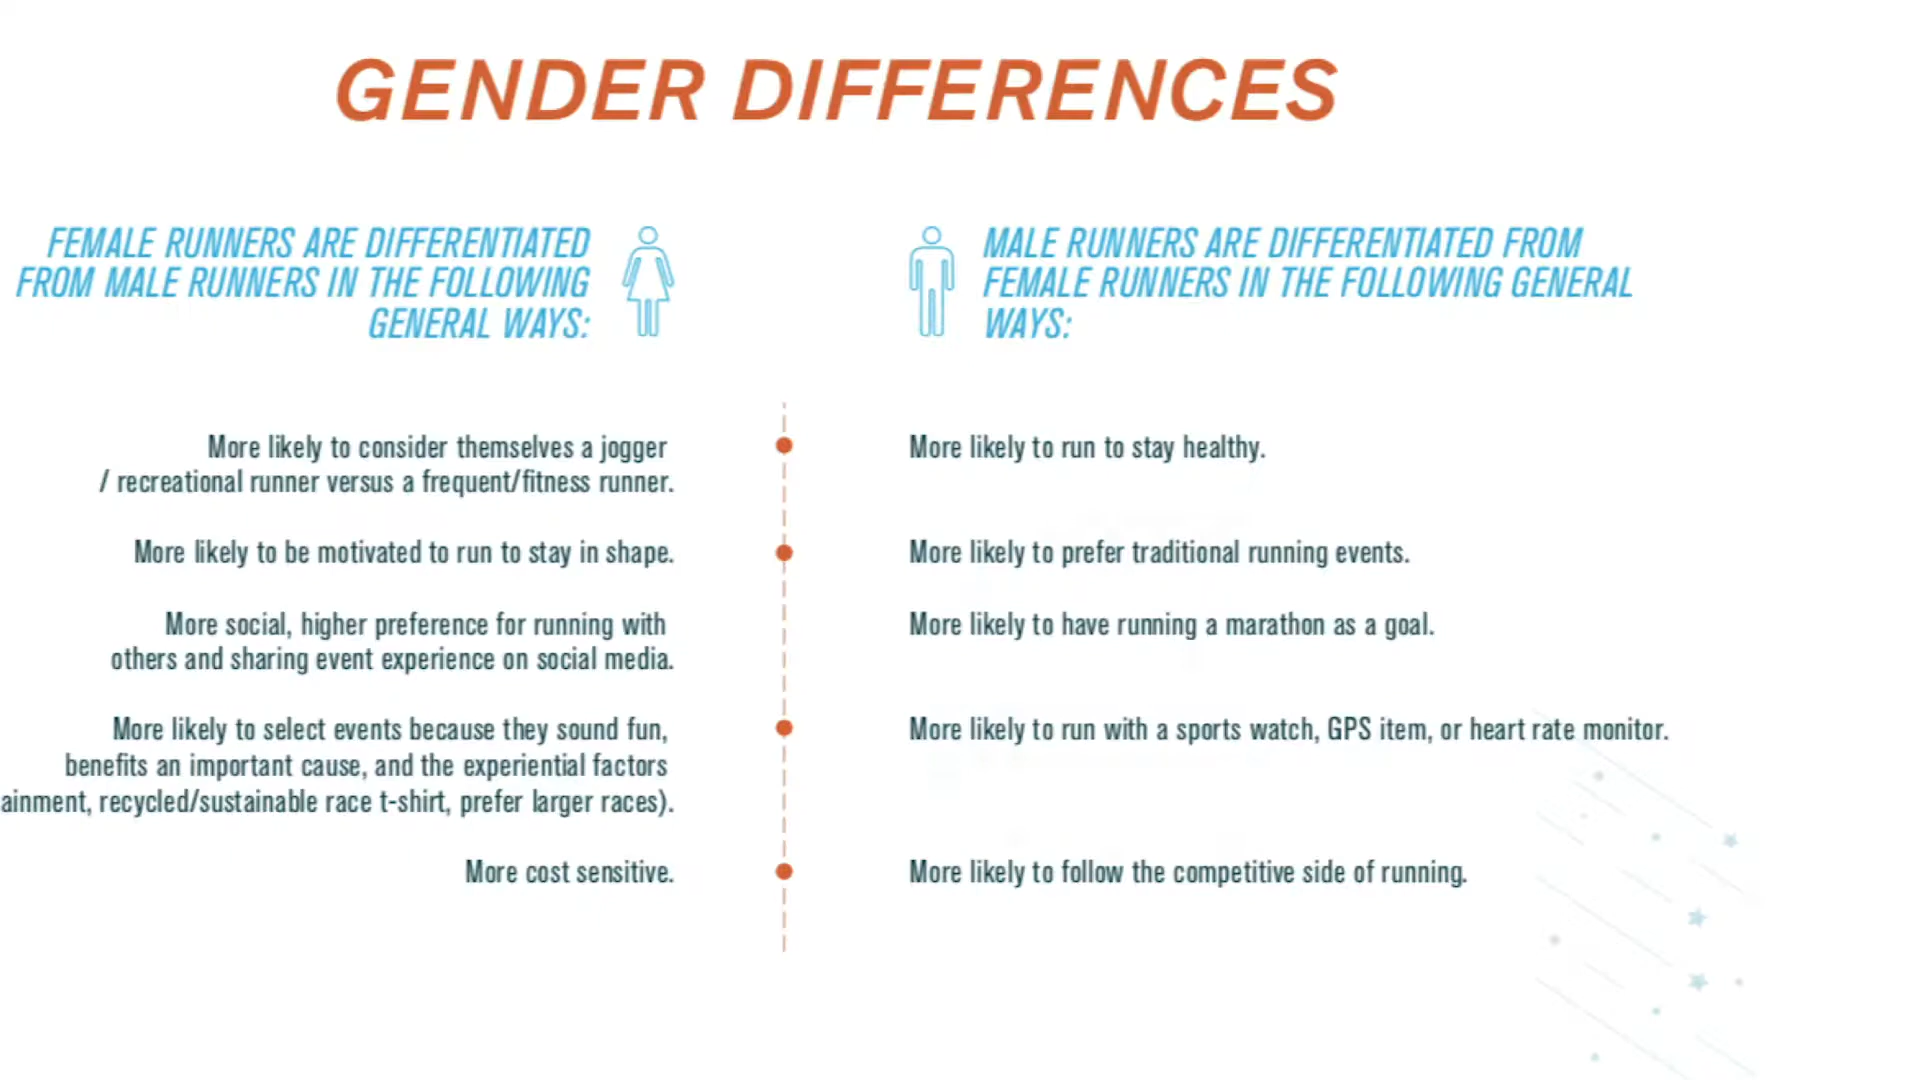 GENDER DIFFERENCES
FEMALE RUNNERS ARE DIFFERENTIATED
FROM MALE RUNNERS IN THE FOLLOWING
GENERAL WAYS:
More likely to consider themselves a jogger
/ recreational runner versus a frequent/fitness runner.
More likely to be motivated to run to stay in shape.
More social, higher preference for running with
others and sharing event experience on social media.
More likely to select events because they sound fun,
benefits an important cause, and the experiential factors
ainment, recycled/sustainable race t-shirt, prefer larger races).
More cost sensitive.
MALE RUNNERS ARE DIFFERENTIATED FROM
FEMALE RUNNERS IN THE FOLLOWING GENERAL
WAYS:
More likely to run to stay healthy.
More likely to prefer traditional running events.
More likely to have running a marathon as a goal.
More likely to run with a sports watch, GPS item, or heart rate monitor.
More likely to follow the competitive side of running.